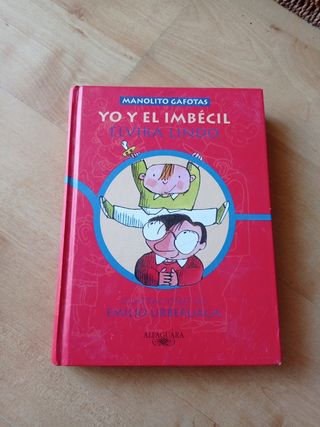 MANOLITO GAFOTAS
YO Y EL IMBÉCIL
ELVIRA LINDO
EMILIO URBERUAGA
ALFAGUARA